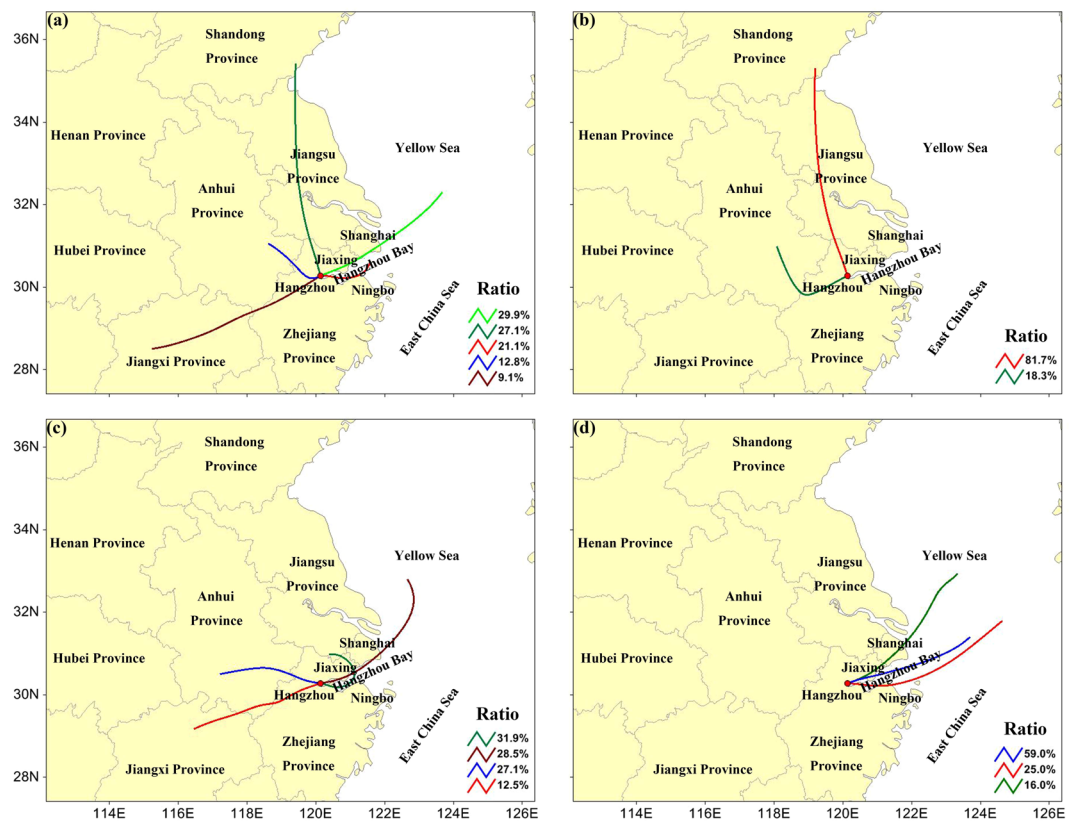 (a)
36N
34N
32N
30N
28N
Shandong
Province
Henan Province
Jiangsu
Province
Yellow Sea
Anhui
Province
Hubei Province
Shanghai
Jiaxing
Hangzhou Bay
Hangzhou
Ningbo
East China Sea
Zhejiang
Province
Jiangxi Province
Ratio
29.9%
27.1%
21.1%
12.8%
9.1%
(b)
Shandong
Province
Henan Province
Jiangsu
Province
Yellow Sea
Anhui
Province
Hubei Province
Shanghai
Jiaxing
Hangzhou Bay
Hangzhou
Ningbo
East China Sea
Zhejiang
Province
Jiangxi Province
Ratio
81.7%
18.3%
(c)
36N
34N
32N
30N
28N
Shandong
Province
Henan Province
Jiangsu
Province
Yellow Sea
Anhui
Province
Hubei Province
Shanghai
Jiaxing
Hangzhou Bay
Hangzhou
Ningbo
East China Sea
Zhejiang
Province
Jiangxi Province
Ratio
31.9%
28.5%
27.1%
12.5%
114E 116E 118E 120E 122E 124E 126E
(d)
Shandong
Province
Henan Province
Jiangsu
Province
Yellow Sea
Anhui
Province
Hubei Province
Shanghai
Jiaxing
Hangzhou Bay
Hangzhou
Ningbo
East China Sea
Zhejiang
Province
Jiangxi Province
Ratio
59.0%
25.0%
16.0%
114E 116E 118E 120E 122E 124E 126E